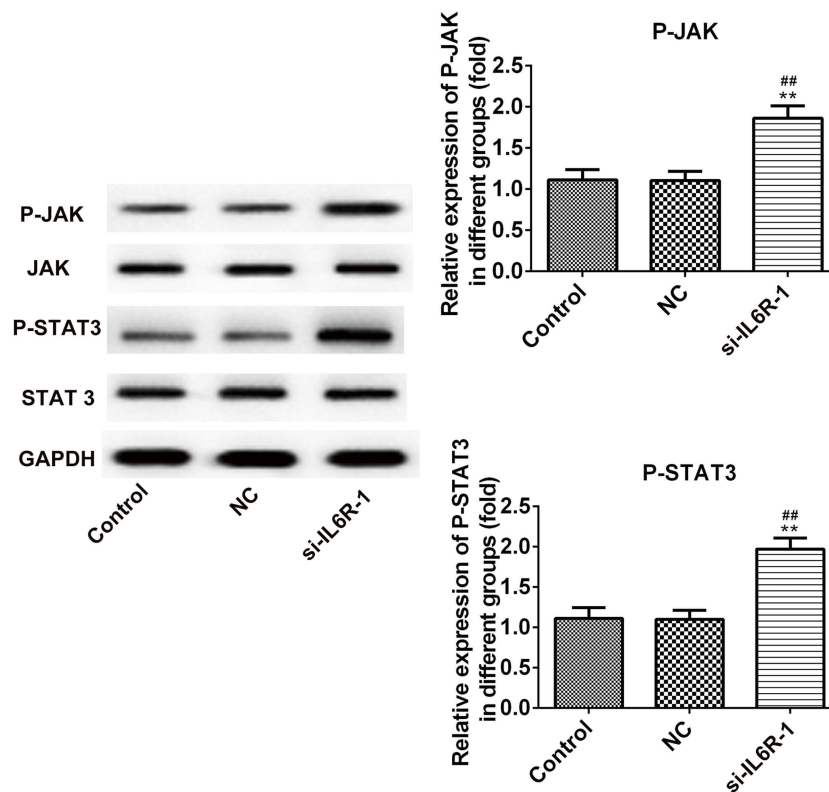 P-JAK
JAK
P-STAT3
STAT 3
GAPDH
Control
NC
si-IL6R-1
P-JAK
Relative expression of P-JAK
in different groups (fold)
2.5
2.0
1.5
1.0
0.5
0.0
##
**
Control
NC
si-IL6R-1
P-STAT3
Relative expression of P-STAT3
in different groups (fold)
2.5
2.0
1.5
1.0
0.5
0.0
##
**
Control
NC
si-IL6R-1